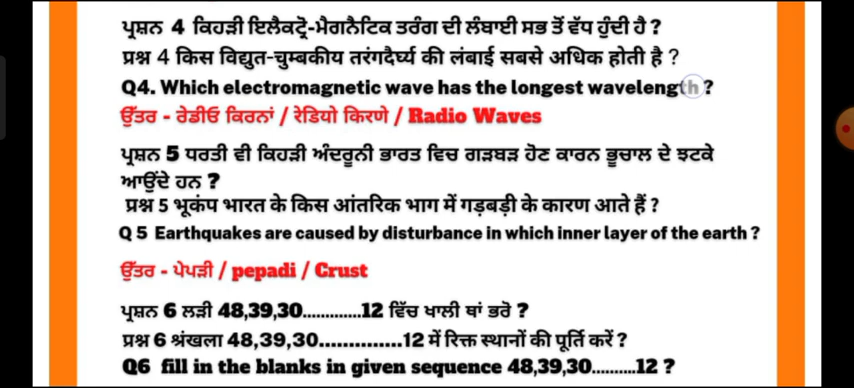 ਪ੍ਰਸ਼ਨ 4 ਕਿਹੜੀ ਇਲੈਕਟ੍ਰੋ-ਮੈਗਨੈਟਿਕ ਤਰੰਗ ਦੀ ਲੰਬਾਈ ਸਭ ਤੋਂ ਵੱਧ ਹੁੰਦੀ ਹੈ ?
प्रश्न 4 किस विद्युत-चुम्बकीय तरंगदैर्घ्य की लंबाई सबसे अधिक होती है ?
Q4. Which electromagnetic wave has the longest wavelength ?
ਉੱਤਰ - ਰੇਡੀਓ ਕਿਰਨਾਂ / रेडियो किरणे / Radio Waves
ਪ੍ਰਸ਼ਨ 5 ਧਰਤੀ ਵੀ ਕਿਹੜੀ ਅੰਦਰੂਨੀ ਭਾਰਤ ਵਿਚ ਗੜਬੜ ਹੋਣ ਕਾਰਨ ਭੂਚਾਲ ਦੇ ਝਟਕੇ
ਆਉਂਦੇ ਹਨ ?
प्रश्न 5 भूकंप भारत के किस आंतरिक भाग में गड़बड़ी के कारण आते हैं ?
Q 5 Earthquakes are caused by disturbance in which inner layer of the earth ?
ਉੱਤਰ - ਪੇਪੜੀ / pepadi / Crust
ਪ੍ਰਸ਼ਨ 6 ਲੜੀ 48,39,30.............12 ਵਿੱਚ ਖਾਲੀ ਥਾਂ ਭਰੋ ?
प्रश्न 6 श्रंखला 48,39,30...............12 में रिक्त स्थानों की पूर्ति करें ?
Q6 fill in the blanks in given sequence 48,39,30..........12 ?